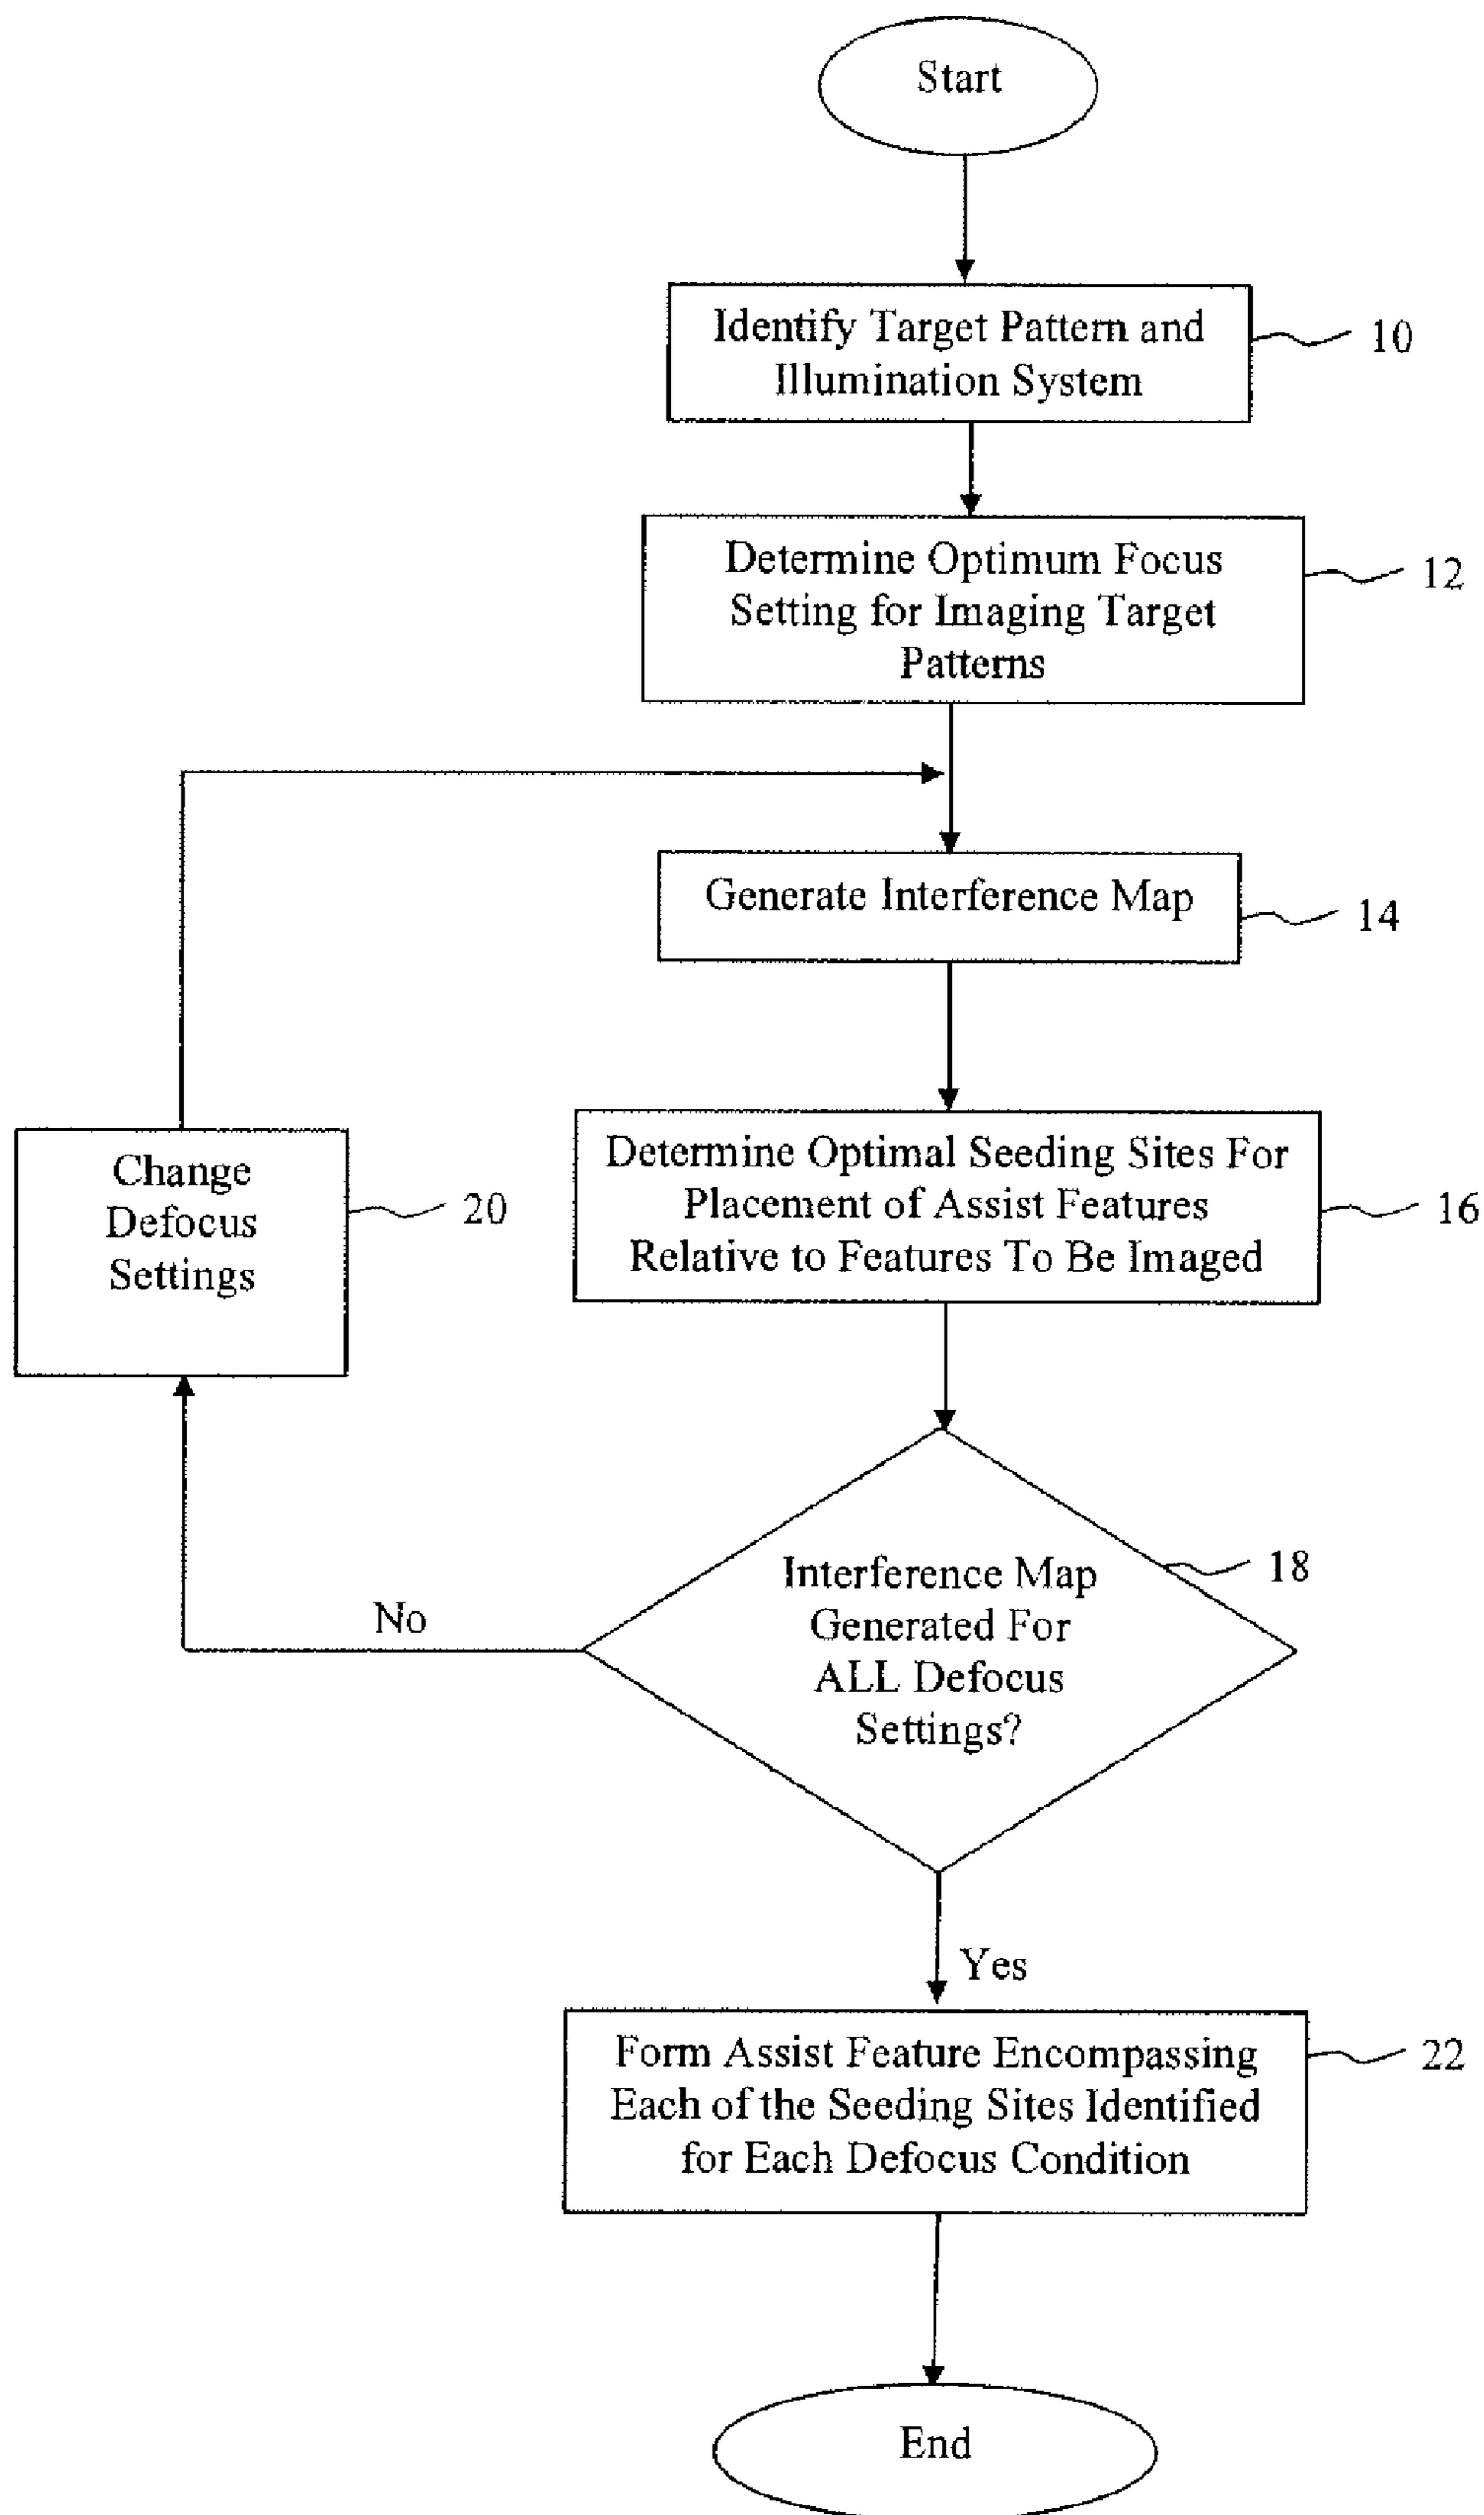 Start
Identify Target Pattern and
Illumination System
10
Determine Optimum Focus
Setting for Imaging Target
Patterns
12
Generate Interference Map
14
Determine Optimal Seeding Sites For
Placement of Assist Features
Relative to Features To Be Imaged
16
Change
Defocus
Settings
20
Interference Map
Generated For
ALL Defocus
Settings?
18
No
Yes
Form Assist Feature Encompassing
Each of the Seeding Sites Identified
for Each Defocus Condition
22
End